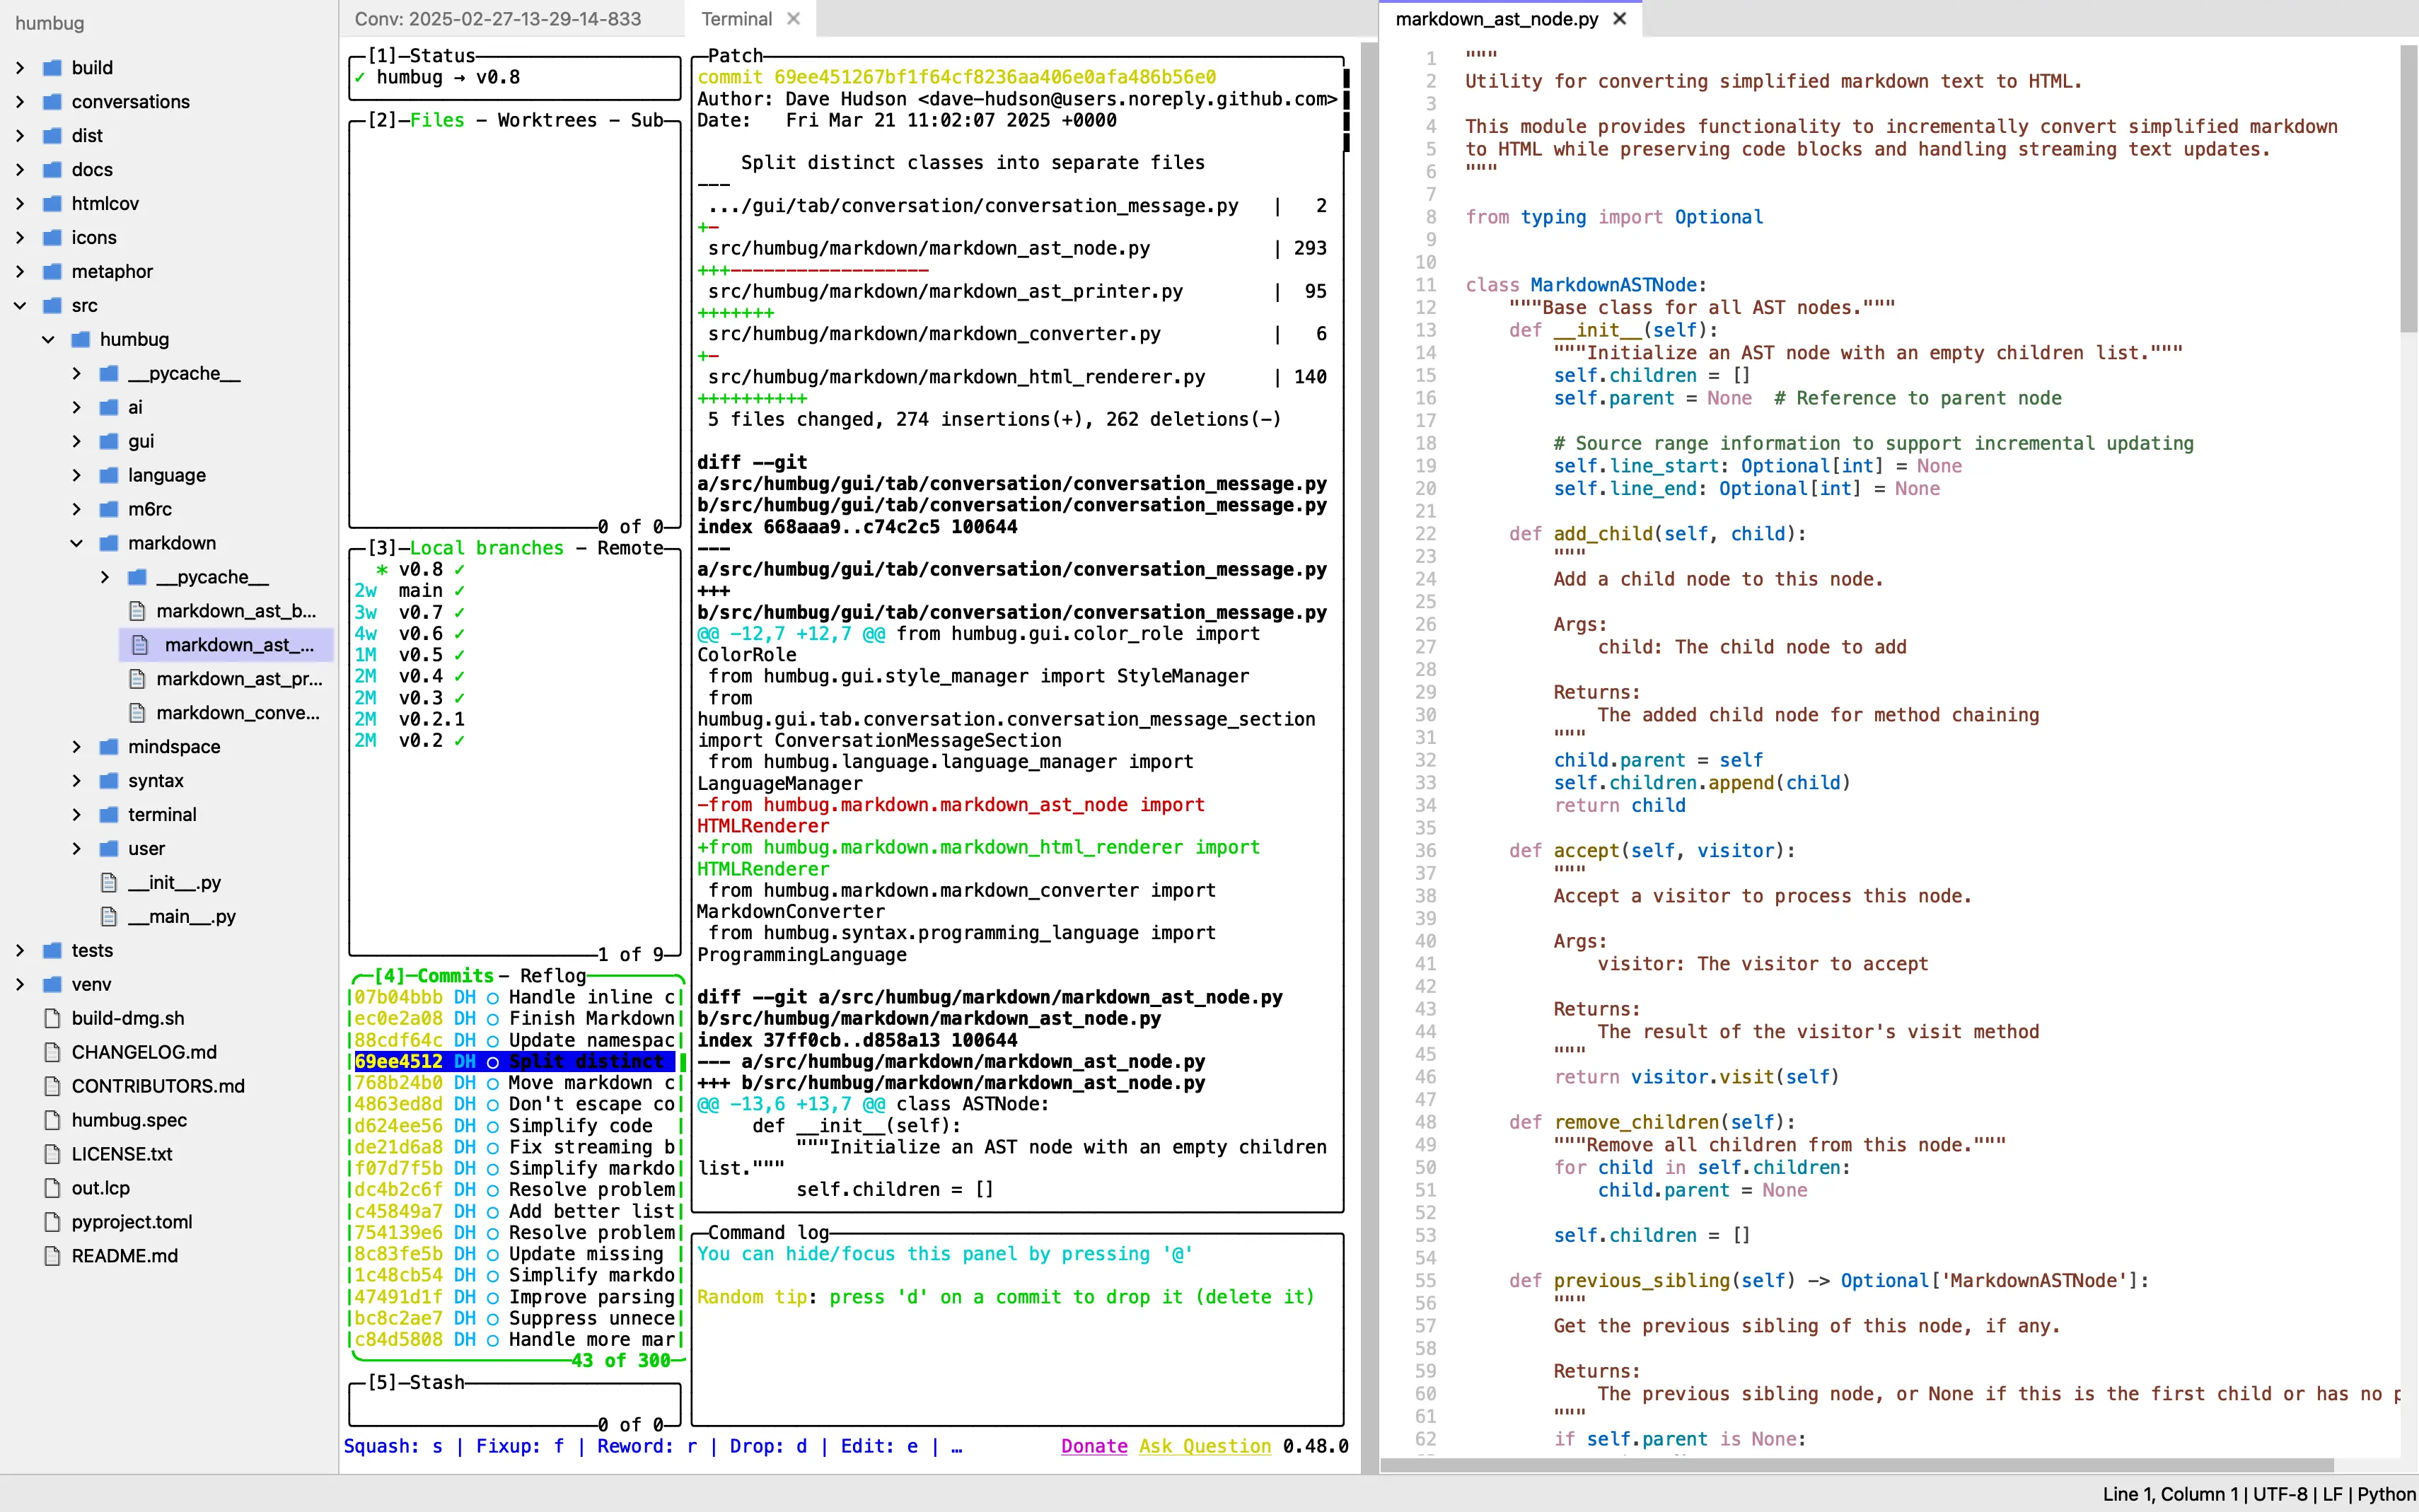 humbug
build
conversations
dist
docs
htmlcov
icons
metaphor
src
humbug
__pycache__
ai
gui
language
m6rc
markdown
__pycache__
markdown_ast_b...
markdown_ast_...
markdown_ast_pr...
markdown_conve...
mindspace
syntax
terminal
user
__init__.py
__main__.py
tests
venv
build-dmg.sh
CHANGELOG.md
CONTRIBUTORS.md
humbug.spec
LICENSE.txt
out.lcp
pyproject.toml
README.md
Conv: 2025-02-27-13-29-14-833
Terminal ✕
[1]—Status
✓ humbug → v0.8
[2]—Files – Worktrees – Sub
0 of 0
[3]—Local branches – Remote
* v0.8 ✓
2w main ✓
3w v0.7 ✓
4w v0.6 ✓
1M v0.5 ✓
2M v0.4 ✓
2M v0.3 ✓
2M v0.2.1
2M v0.2 ✓
1 of 9
[4]—Commits – Reflog
07b04bbb DH ○ Handle inline c
ec0e2a08 DH ○ Finish Markdown
88cdf64c DH ○ Update namespac
69ee4512 DH ○ Split distinct
768b24b0 DH ○ Move markdown c
4863ed8d DH ○ Don't escape co
d624ee56 DH ○ Simplify code
de21d6a8 DH ○ Fix streaming b
f07d7f5b DH ○ Simplify markdo
dc4b2c6f DH ○ Resolve problem
c45849a7 DH ○ Add better list
754139e6 DH ○ Resolve problem
8c83fe5b DH ○ Update missing
1c48cb54 DH ○ Simplify markdo
47491d1f DH ○ Improve parsing
bc8c2ae7 DH ○ Suppress unnece
c84d5808 DH ○ Handle more mar
43 of 300
[5]—Stash
0 of 0
Patch
commit 69ee451267bf1f64cf8236aa406e0afa486b56e0
Author: Dave Hudson <dave-hudson@users.noreply.github.com>
Date:   Fri Mar 21 11:02:07 2025 +0000
Split distinct classes into separate files
---
.../gui/tab/conversation/conversation_message.py | 2
+-
src/humbug/markdown/markdown_ast_node.py | 293
+++------------------
src/humbug/markdown/markdown_ast_printer.py | 95
+++++++
src/humbug/markdown/markdown_converter.py | 6
+-
src/humbug/markdown/markdown_html_renderer.py | 140
++++++++++
5 files changed, 274 insertions(+), 262 deletions(-)
diff --git
a/src/humbug/gui/tab/conversation/conversation_message.py
b/src/humbug/gui/tab/conversation/conversation_message.py
index 668aaa9..c74c2c5 100644
---
a/src/humbug/gui/tab/conversation/conversation_message.py
+++
b/src/humbug/gui/tab/conversation/conversation_message.py
@@ -12,7 +12,7 @@ from humbug.gui.color_role import
ColorRole
from humbug.gui.style_manager import StyleManager
from
humbug.gui.tab.conversation.conversation_message_section
import ConversationMessageSection
from humbug.language.language_manager import
LanguageManager
-from humbug.markdown.markdown_ast_node import
HTMLRenderer
+from humbug.markdown.markdown_html_renderer import
HTMLRenderer
from humbug.markdown.markdown_converter import
MarkdownConverter
from humbug.syntax.programming_language import
ProgrammingLanguage
diff --git a/src/humbug/markdown/markdown_ast_node.py
b/src/humbug/markdown/markdown_ast_node.py
index 37ff0cb..d858a13 100644
--- a/src/humbug/markdown/markdown_ast_node.py
+++ b/src/humbug/markdown/markdown_ast_node.py
@@ -13,6 +13,7 @@ class ASTNode:
def __init__(self):
"""Initialize an AST node with an empty children
list."""
self.children = []
Command log
You can hide/focus this panel by pressing '@'
Random tip: press 'd' on a commit to drop it (delete it)
Squash: s | Fixup: f | Reword: r | Drop: d | Edit: e | … Donate Ask Question 0.48.0
markdown_ast_node.py ✕
1 """
2 Utility for converting simplified markdown text to HTML.
3
4 This module provides functionality to incrementally convert simplified markdown
5 to HTML while preserving code blocks and handling streaming text updates.
6 """
7
8 from typing import Optional
9
10
11 class MarkdownASTNode:
12 """Base class for all AST nodes."""
13 def __init__(self):
14 """Initialize an AST node with an empty children list."""
15 self.children = []
16 self.parent = None  # Reference to parent node
17
18 # Source range information to support incremental updating
19 self.line_start: Optional[int] = None
20 self.line_end: Optional[int] = None
21
22 def add_child(self, child):
23 """
24 Add a child node to this node.
25
26 Args:
27 child: The child node to add
28
29 Returns:
30 The added child node for method chaining
31 """
32 child.parent = self
33 self.children.append(child)
34 return child
35
36 def accept(self, visitor):
37 """
38 Accept a visitor to process this node.
39
40 Args:
41 visitor: The visitor to accept
42
43 Returns:
44 The result of the visitor's visit method
45 """
46 return visitor.visit(self)
47
48 def remove_children(self):
49 """Remove all children from this node."""
50 for child in self.children:
51 child.parent = None
52
53 self.children = []
54
55 def previous_sibling(self) -> Optional['MarkdownASTNode']:
56 """
57 Get the previous sibling of this node, if any.
58
59 Returns:
60 The previous sibling node, or None if this is the first child or has no p
61 """
62 if self.parent is None:
Line 1, Column 1 | UTF-8 | LF | Python